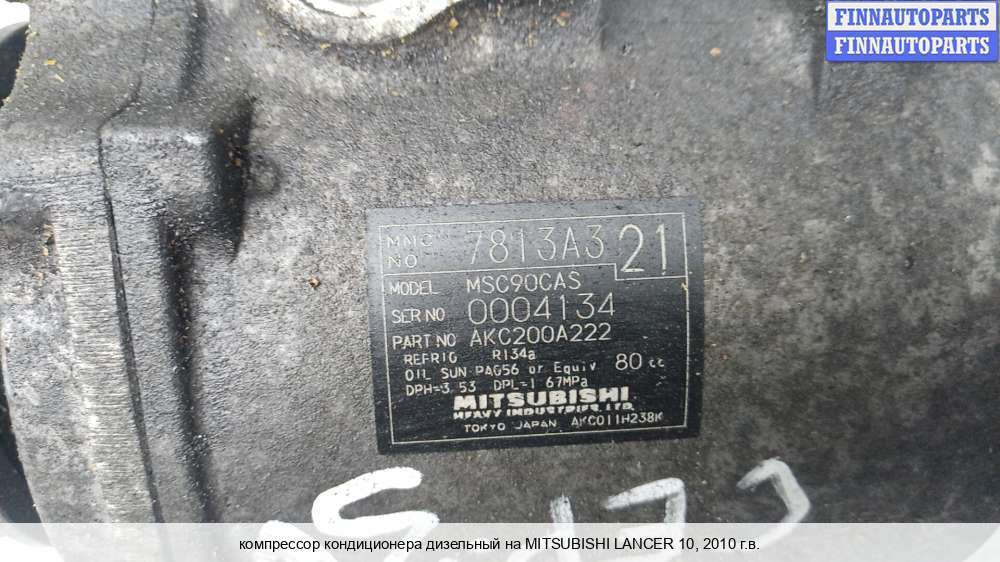 FINNAUTOPARTS
FINNAUTOPARTS
MMC NO 7813A3 21
MODEL MSC90CAS
SER NO 0004134
PART NO AKC200A222
REFRIG R134a
OIL SUN-PAG56 or Equiv 80 cc
DPH=3.53 DPL=1.67MPa
MITSUBISHI
HEAVY INDUSTRIES, LTD.
TOKYO JAPAN AKC011H238K
компрессор кондиционера дизельный на MITSUBISHI LANCER 10, 2010 г.в.